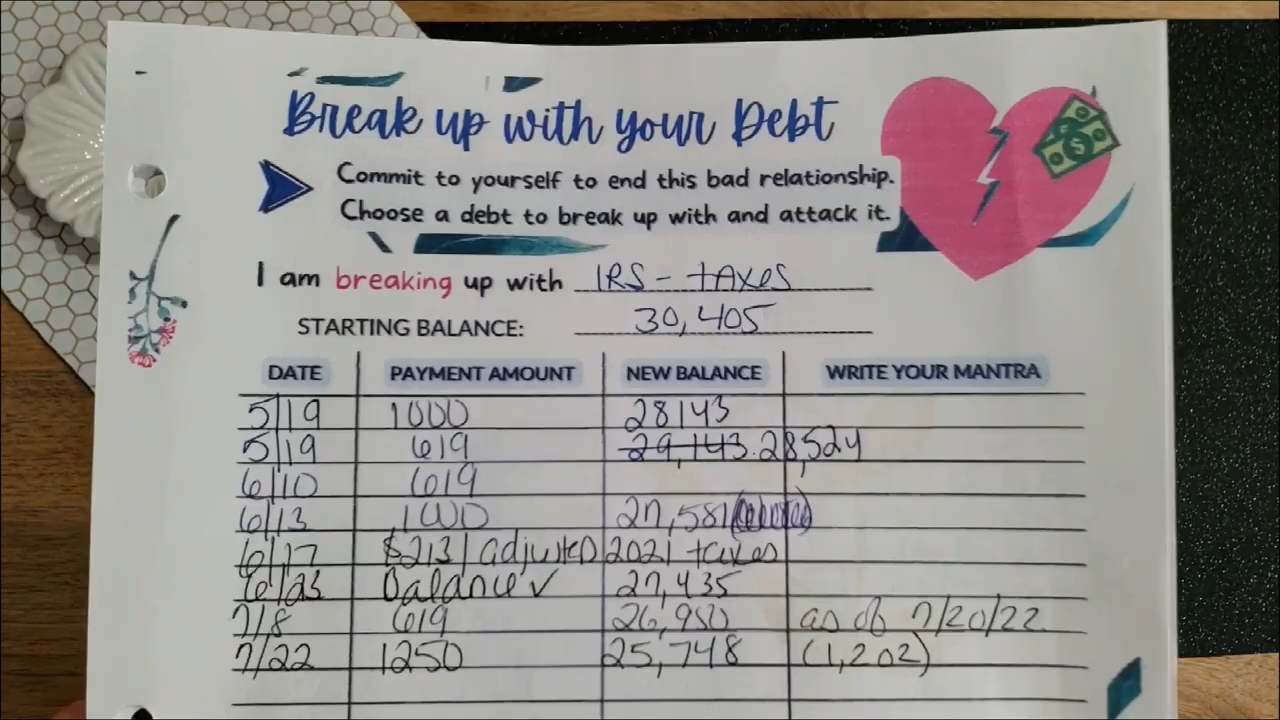 Break up with your Debt
Commit to yourself to end this bad relationship.
Choose a debt to break up with and attack it.
I am breaking up with IRS - taxes
STARTING BALANCE: 30,405
DATE PAYMENT AMOUNT NEW BALANCE WRITE YOUR MANTRA
5/19 1000 28143
5/19 619 29,143. 28,524
6/10 619
6/13 1000 27,581
6/17 $2131 adjusted 2021 taxes
6/23 Balance ✓ 27,435
7/8 619 26,950 as of 7/20/22.
7/22 1250 25,748 (1,202)